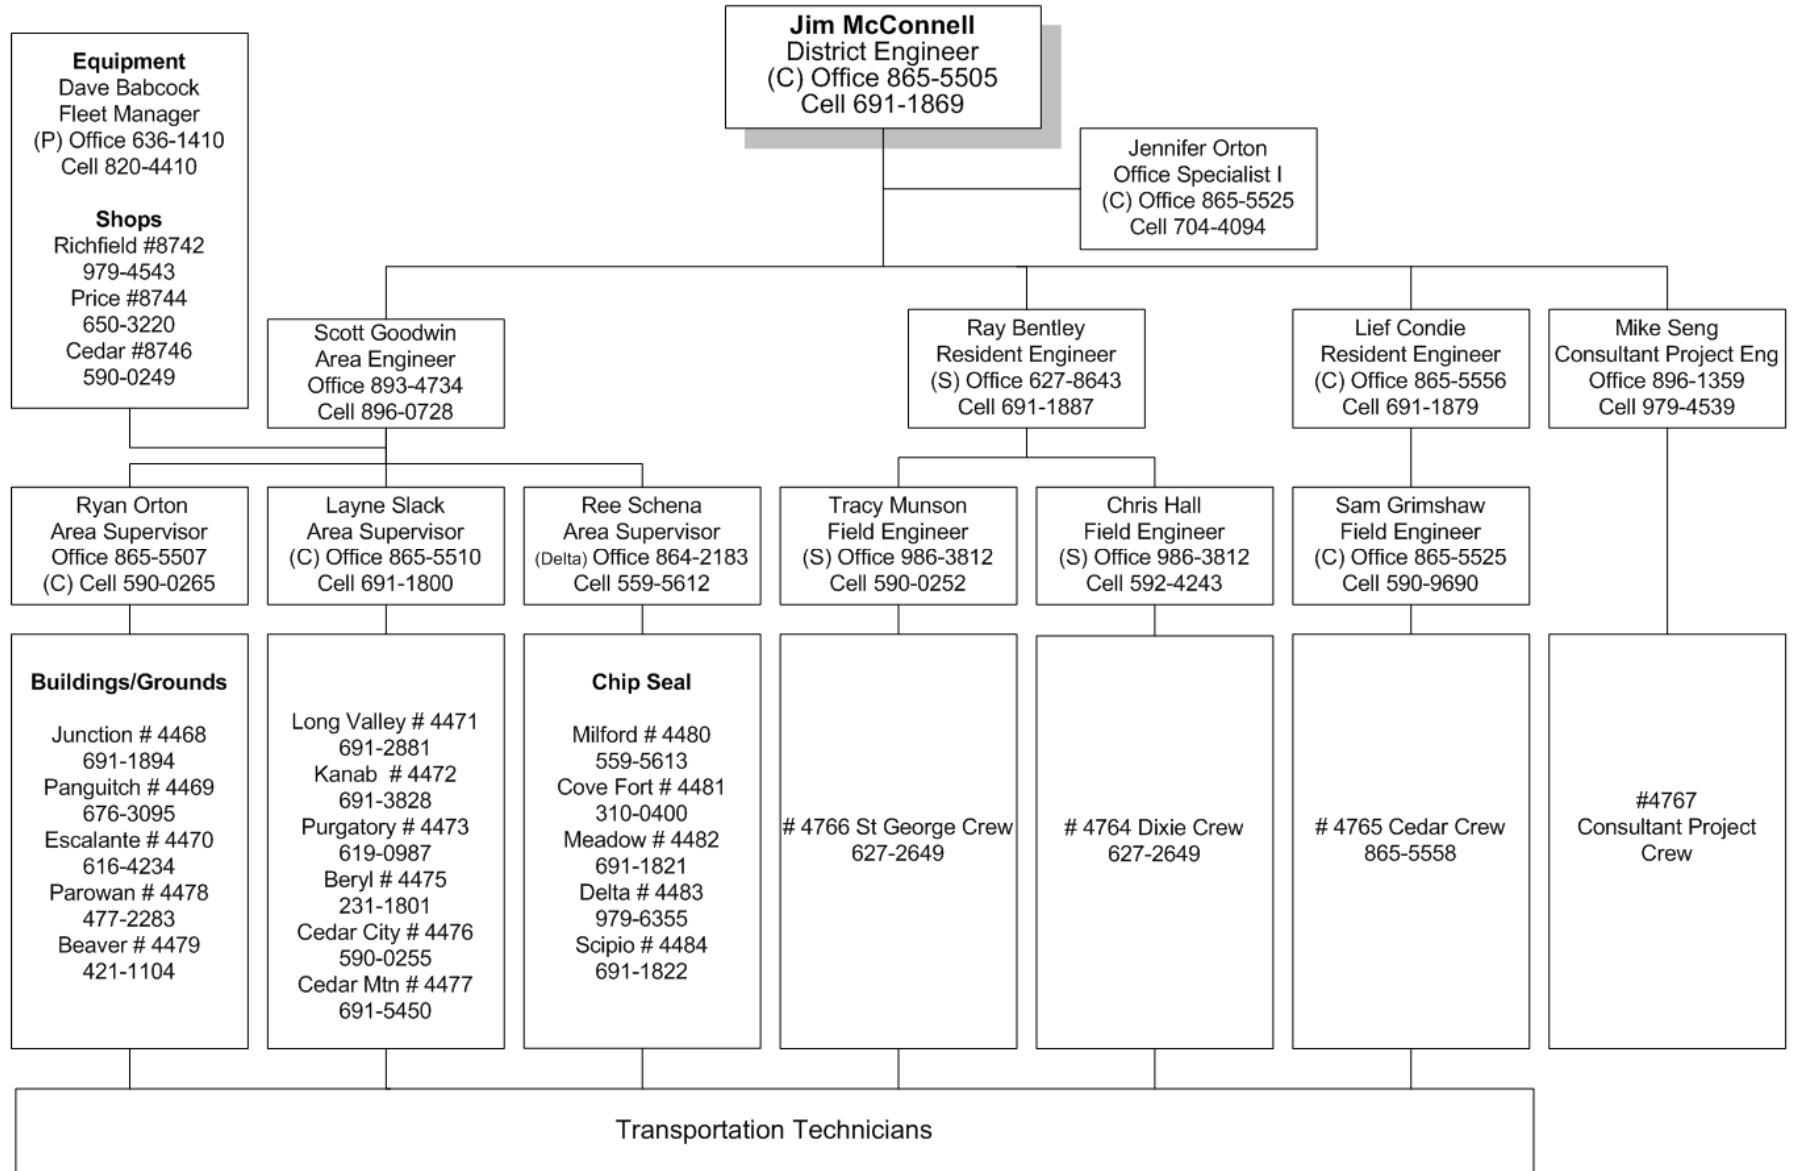 Jim McConnell
District Engineer
(C) Office 865-5505
Cell 691-1869
Equipment
Dave Babcock
Fleet Manager
(P) Office 636-1410
Cell 820-4410
Shops
Richfield #8742
979-4543
Price #8744
650-3220
Cedar #8746
590-0249
Jennifer Orton
Office Specialist I
(C) Office 865-5525
Cell 704-4094
Scott Goodwin
Area Engineer
Office 893-4734
Cell 896-0728
Ray Bentley
Resident Engineer
(S) Office 627-8643
Cell 691-1887
Lief Condie
Resident Engineer
(C) Office 865-5556
Cell 691-1879
Mike Seng
Consultant Project Eng
Office 896-1359
Cell 979-4539
Ryan Orton
Area Supervisor
Office 865-5507
(C) Cell 590-0265
Layne Slack
Area Supervisor
(C) Office 865-5510
Cell 691-1800
Ree Schena
Area Supervisor
(Delta) Office 864-2183
Cell 559-5612
Tracy Munson
Field Engineer
(S) Office 986-3812
Cell 590-0252
Chris Hall
Field Engineer
(S) Office 986-3812
Cell 592-4243
Sam Grimshaw
Field Engineer
(C) Office 865-5525
Cell 590-9690
Buildings/Grounds
Junction # 4468
691-1894
Panguitch # 4469
676-3095
Escalante # 4470
616-4234
Parowan # 4478
477-2283
Beaver # 4479
421-1104
Long Valley # 4471
691-2881
Kanab # 4472
691-3828
Purgatory # 4473
619-0987
Beryl # 4475
231-1801
Cedar City # 4476
590-0255
Cedar Mtn # 4477
691-5450
Chip Seal
Milford # 4480
559-5613
Cove Fort # 4481
310-0400
Meadow # 4482
691-1821
Delta # 4483
979-6355
Scipio # 4484
691-1822
# 4766 St George Crew
627-2649
# 4764 Dixie Crew
627-2649
# 4765 Cedar Crew
865-5558
#4767
Consultant Project
Crew
Transportation Technicians